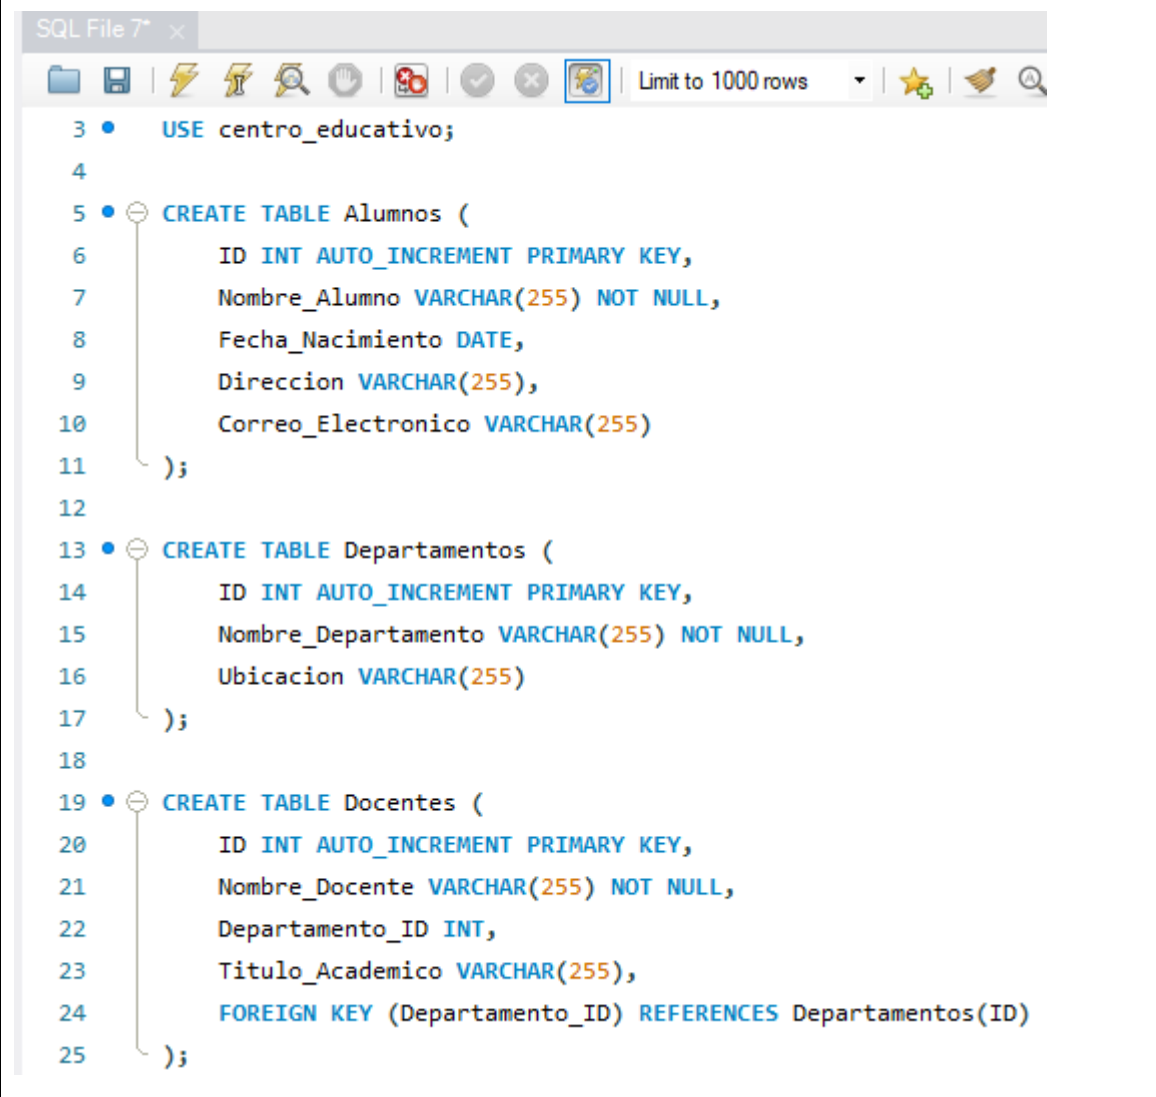 SQL File 7*
Limit to 1000 rows
3 USE centro_educativo;
4
5 CREATE TABLE Alumnos (
6 ID INT AUTO_INCREMENT PRIMARY KEY,
7 Nombre_Alumno VARCHAR(255) NOT NULL,
8 Fecha_Nacimiento DATE,
9 Direccion VARCHAR(255),
10 Correo_Electronico VARCHAR(255)
11 );
12
13 CREATE TABLE Departamentos (
14 ID INT AUTO_INCREMENT PRIMARY KEY,
15 Nombre_Departamento VARCHAR(255) NOT NULL,
16 Ubicacion VARCHAR(255)
17 );
18
19 CREATE TABLE Docentes (
20 ID INT AUTO_INCREMENT PRIMARY KEY,
21 Nombre_Docente VARCHAR(255) NOT NULL,
22 Departamento_ID INT,
23 Titulo_Academico VARCHAR(255),
24 FOREIGN KEY (Departamento_ID) REFERENCES Departamentos(ID)
25 );